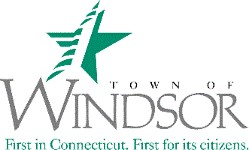 TOWN OF
WINDSOR
First in Connecticut. First for its citizens.